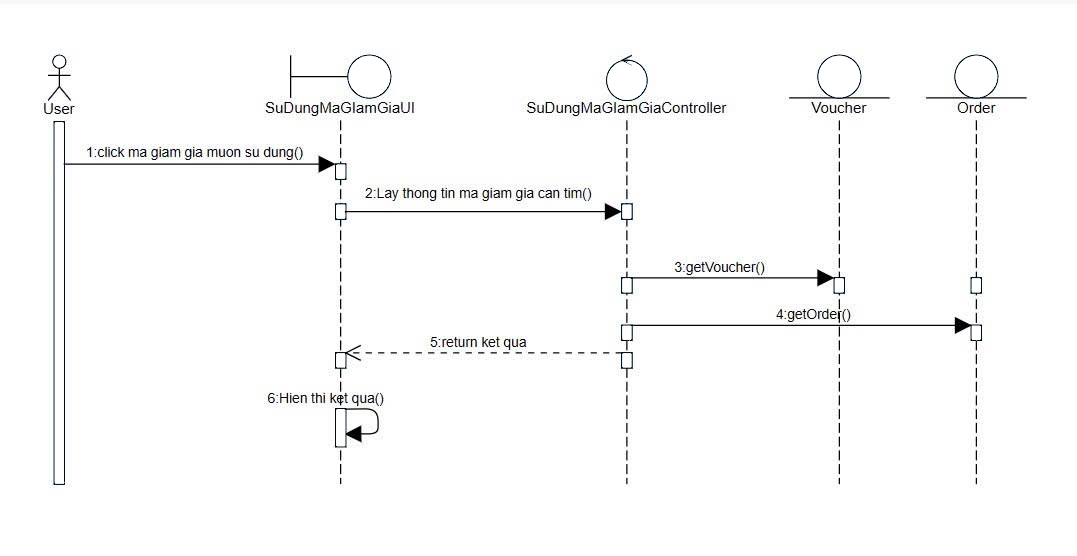 User
SuDungMaGIamGiaUI
SuDungMaGIamGiaController
Voucher
Order
1:click ma giam gia muon su dung()
2:Lay thong tin ma giam gia can tim()
3:getVoucher()
4:getOrder()
5:return ket qua
6:Hien thi ket qua()